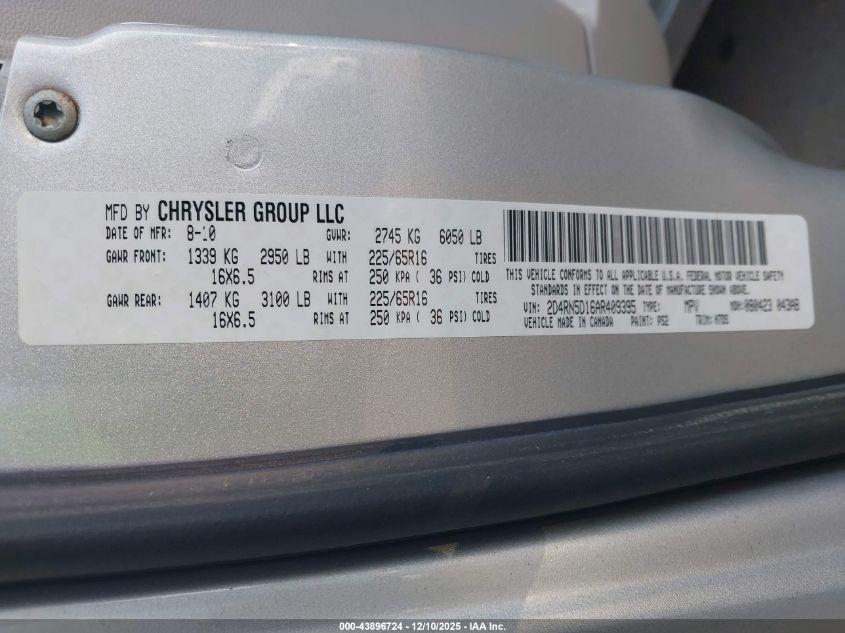 MFD BY CHRYSLER GROUP LLC
DATE OF MFR: 8-10 GVWR: 2745 KG 6050 LB
GAWR FRONT: 1339 KG 2950 LB WITH 225/65R16 TIRES
16X6.5 RIMS AT 250 KPA ( 36 PSI) COLD
GAWR REAR: 1407 KG 3100 LB WITH 225/65R16 TIRES
16X6.5 RIMS AT 250 KPA ( 36 PSI) COLD
THIS VEHICLE CONFORMS TO ALL APPLICABLE U.S.A. FEDERAL MOTOR VEHICLE SAFETY
STANDARDS IN EFFECT ON THE DATE OF MANUFACTURE SHOWN ABOVE.
VIN: 2D4RN5D16AR409395 TYPE: MPV MDH: 080423 043AB
VEHICLE MADE IN CANADA PAINT: PS2 TRIM:
000-43896724 — 12/10/2025 — IAA Inc.